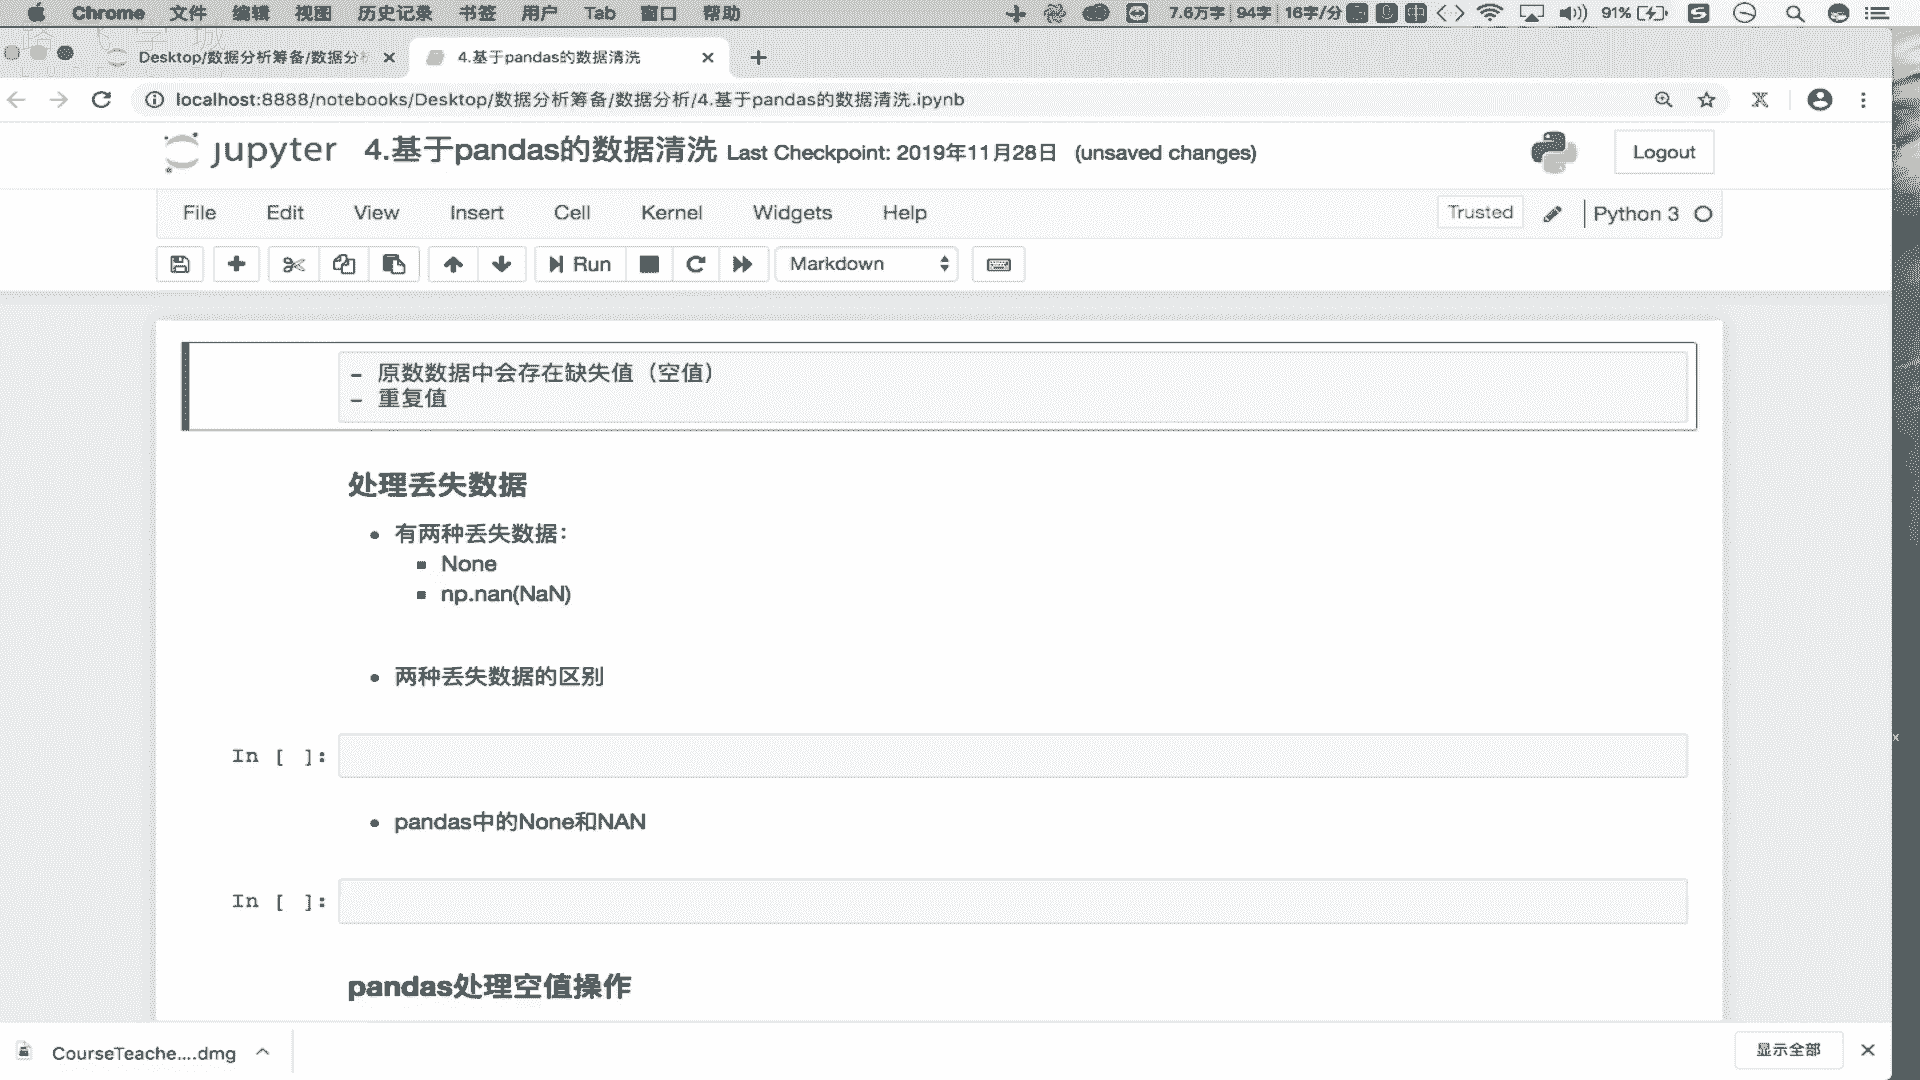 Chrome 文件 编辑 视图 历史记录 书签 用户 Tab 窗口 帮助 7.6万字 94字 16字/分 中 91%
Desktop/数据分析筹备/数据分 4.基于pandas的数据清洗
localhost:8888/notebooks/Desktop/数据分析筹备/数据分析/4.基于pandas的数据清洗.ipynb
jupyter 4.基于pandas的数据清洗 Last Checkpoint: 2019年11月28日 (unsaved changes) Logout
File Edit View Insert Cell Kernel Widgets Help Trusted Python 3
Run Markdown
- 原数数据中会存在缺失值（空值）
- 重复值
处理丢失数据
有两种丢失数据：
None
np.nan(NaN)
两种丢失数据的区别
In [ ]:
pandas中的None和NAN
In [ ]:
pandas处理空值操作
CourseTeache....dmg 显示全部